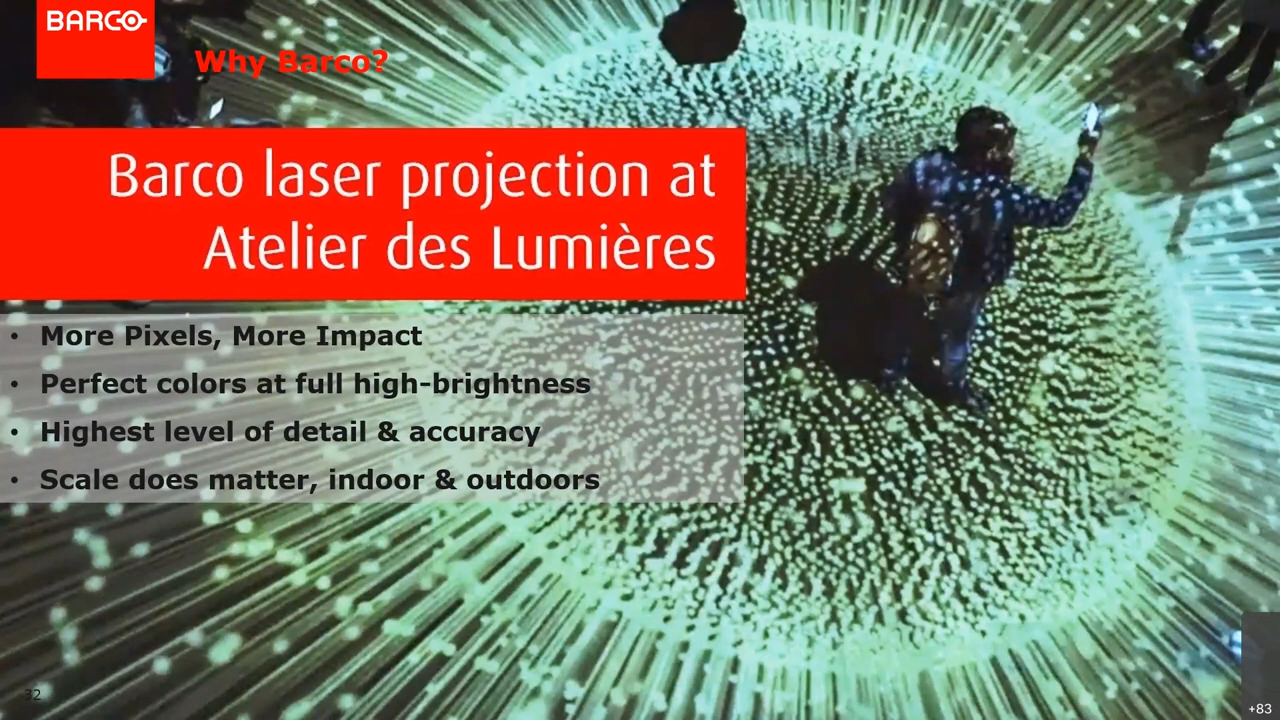 BARCO
Why Barco?
Barco laser projection at
Atelier des Lumières
• More Pixels, More Impact
• Perfect colors at full high-brightness
• Highest level of detail & accuracy
• Scale does matter, indoor & outdoors
32
+83